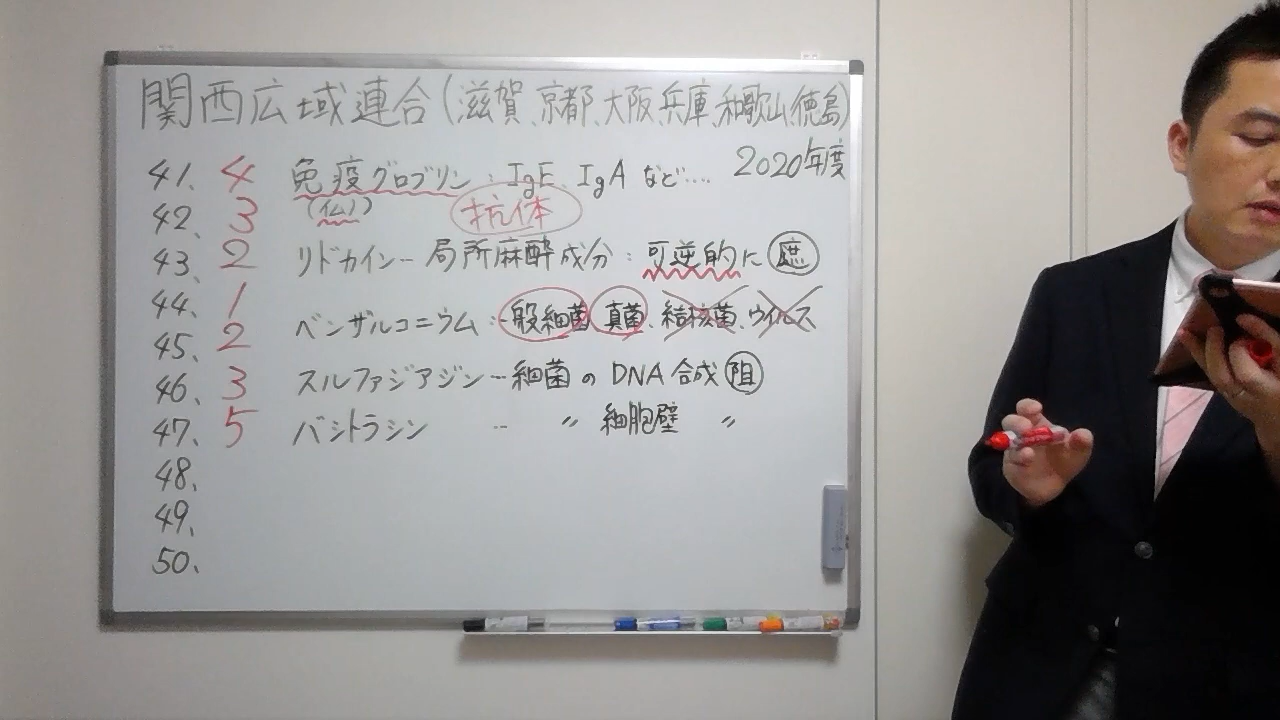 関西広域連合(滋賀、京都、大阪、兵庫、和歌山、徳島)
2020年度
41. 4 免疫グロブリン:IgE、IgA など‥‥
(イムノ) 抗体
42. 3
43. 2 リドカイン‥局所麻酔成分:可逆的に遮
44. 1 ベンザルコニウム:一般細菌、真菌、結核菌、ウイルス
45. 2
46. 3 スルファジアジン‥細菌の DNA 合成 阻
47. 5 バシトラシン ‥ 〃 細胞壁 〃
48.
49.
50.